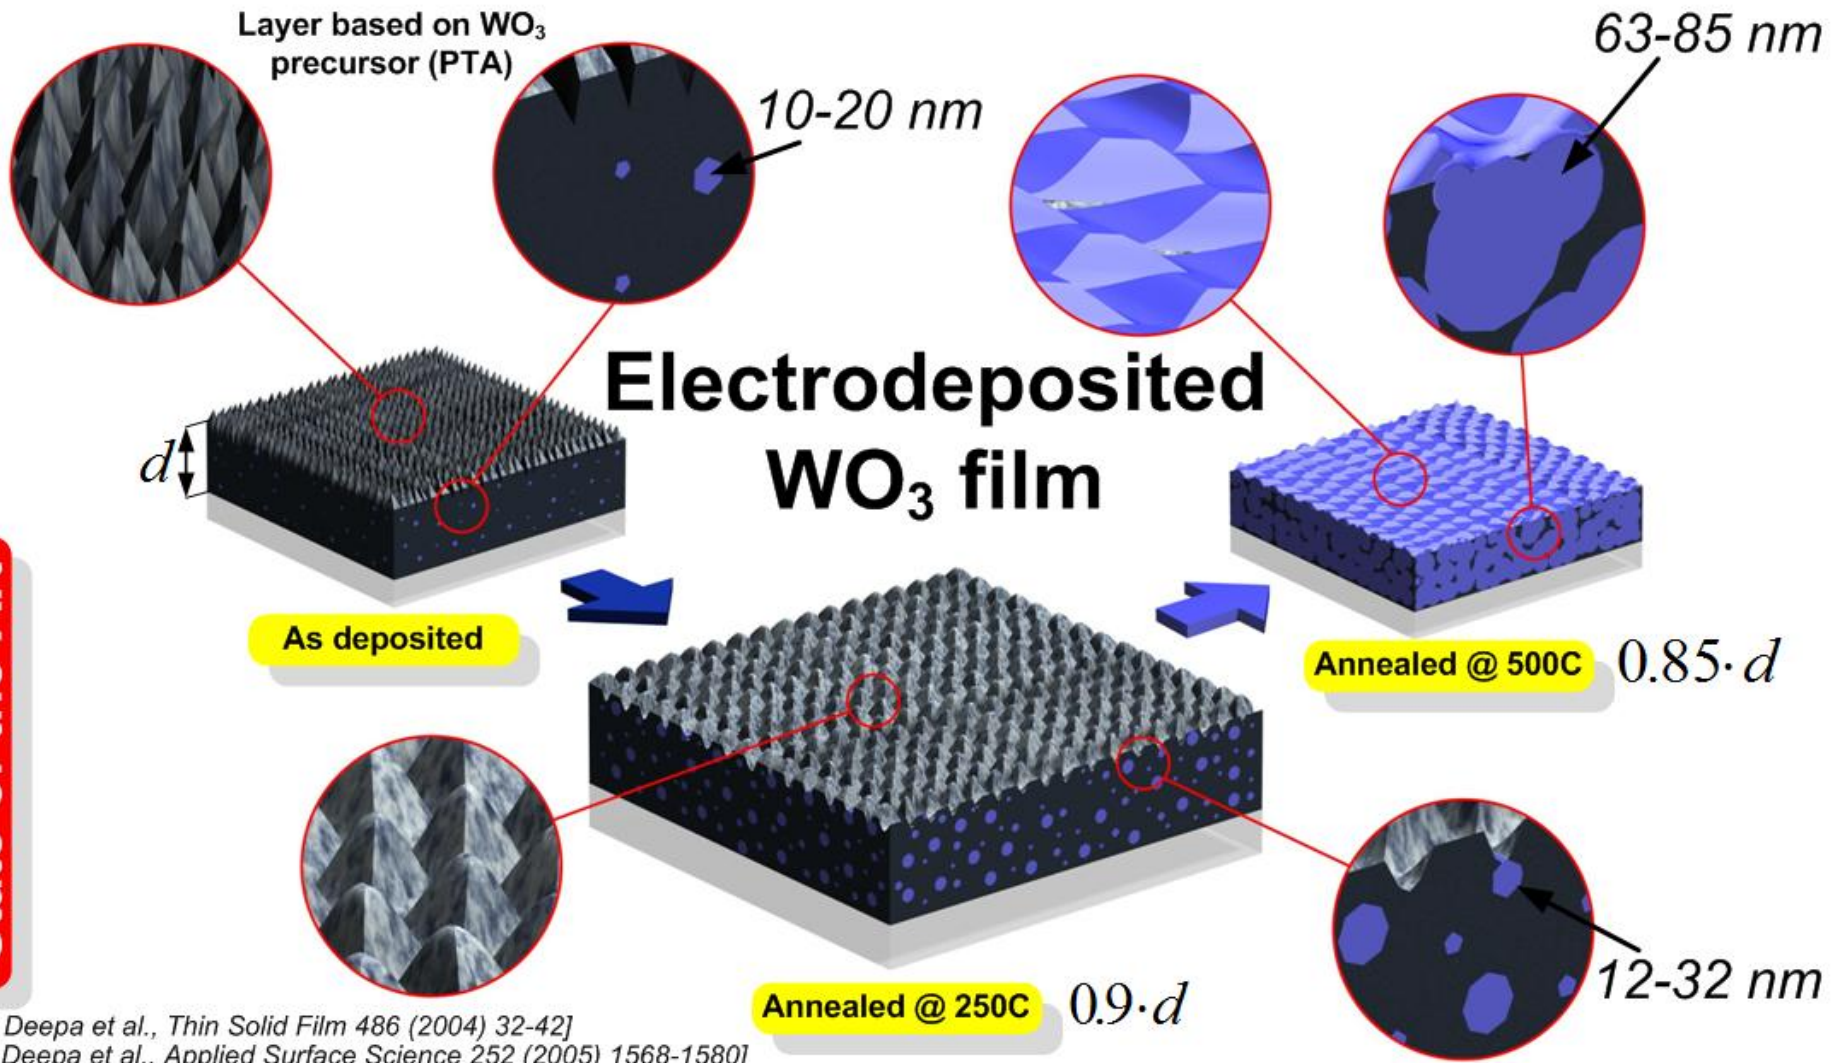 Layer based on WO₃
precursor (PTA)
10-20 nm
63-85 nm
Electrodeposited
WO₃ film
d
As deposited
Annealed @ 500C
0.85·d
Annealed @ 250C
0.9·d
12-32 nm
Deepa et al., Thin Solid Film 486 (2004) 32-42]
Deepa et al., Applied Surface Science 252 (2005) 1568-1580]